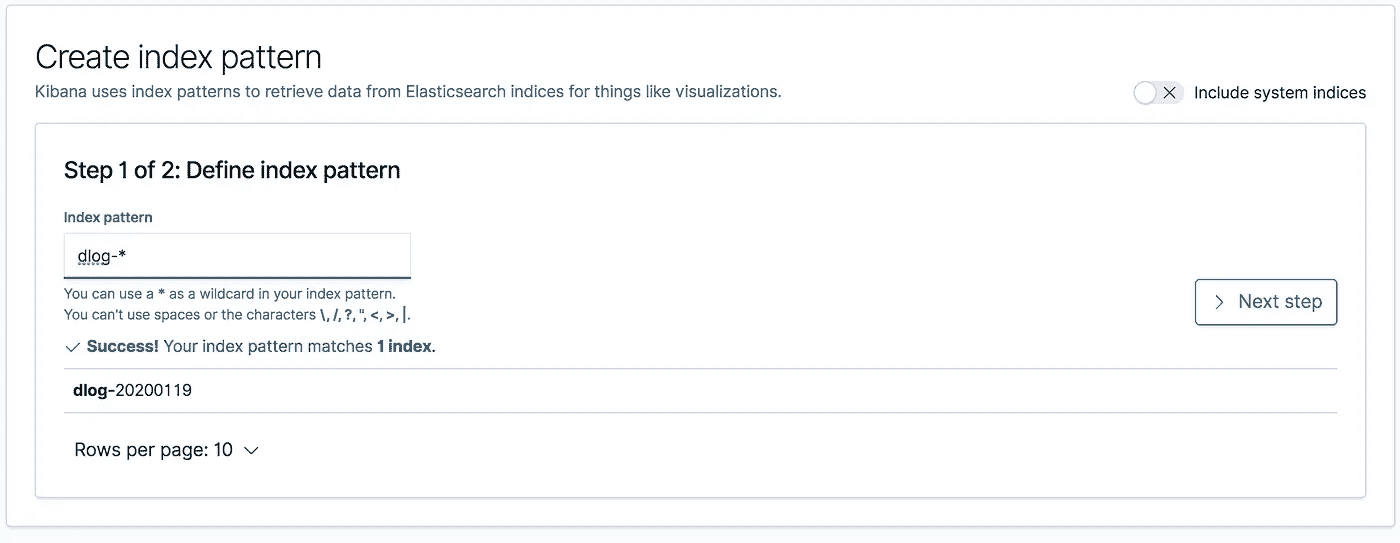 Create index pattern
Kibana uses index patterns to retrieve data from Elasticsearch indices for things like visualizations.
Include system indices
Step 1 of 2: Define index pattern
Index pattern
dlog-*
You can use a * as a wildcard in your index pattern.
You can't use spaces or the characters \, /, ?, ", <, >, |.
Next step
Success! Your index pattern matches 1 index.
dlog-20200119
Rows per page: 10